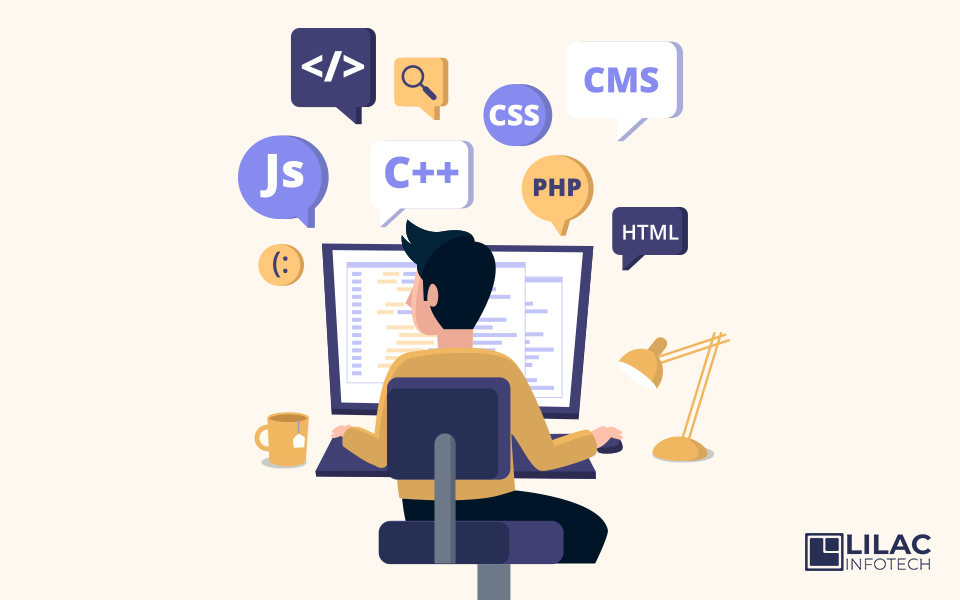 </>
CSS
CMS
Js
C++
PHP
HTML
(:
LILAC
INFOTECH